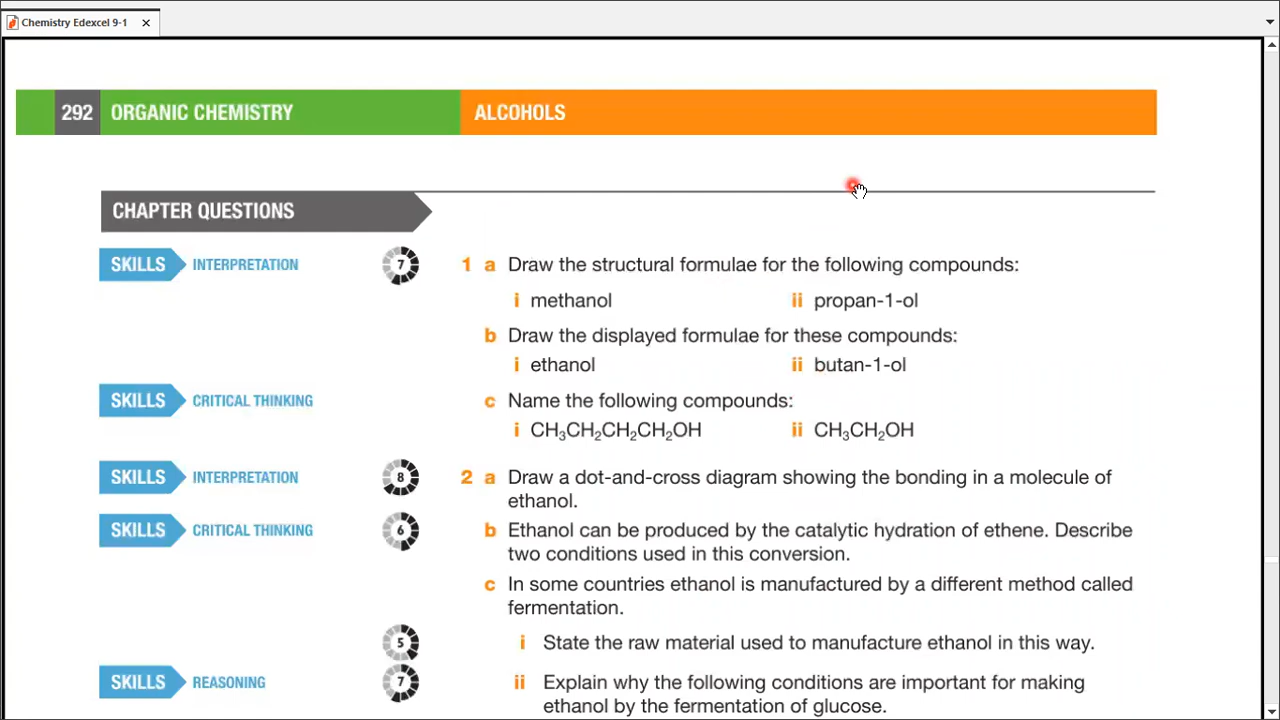 Chemistry Edexcel 9-1
292 ORGANIC CHEMISTRY ALCOHOLS
CHAPTER QUESTIONS
SKILLS INTERPRETATION 7 1 a Draw the structural formulae for the following compounds:
i methanol ii propan-1-ol
b Draw the displayed formulae for these compounds:
i ethanol ii butan-1-ol
SKILLS CRITICAL THINKING c Name the following compounds:
i CH₃CH₂CH₂CH₂OH ii CH₃CH₂OH
SKILLS INTERPRETATION 8 2 a Draw a dot-and-cross diagram showing the bonding in a molecule of
ethanol.
SKILLS CRITICAL THINKING 6 b Ethanol can be produced by the catalytic hydration of ethene. Describe
two conditions used in this conversion.
c In some countries ethanol is manufactured by a different method called
fermentation.
5 i State the raw material used to manufacture ethanol in this way.
SKILLS REASONING 7 ii Explain why the following conditions are important for making
ethanol by the fermentation of glucose.